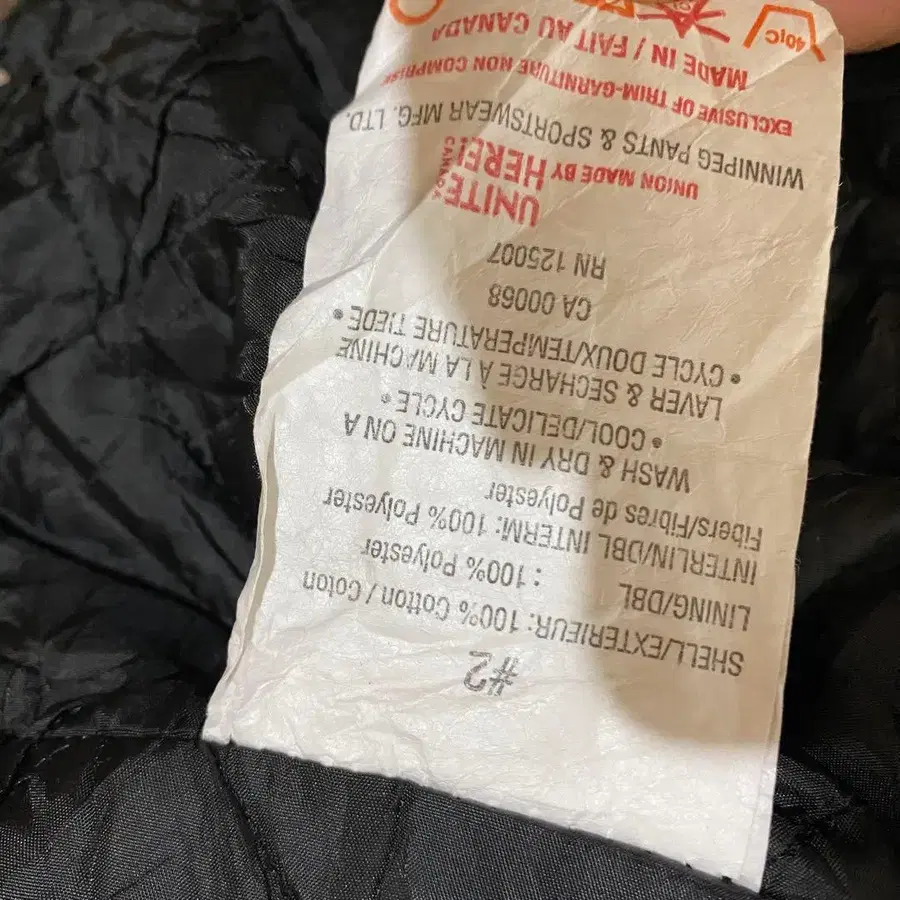 #2
SHELL/EXTERIEUR: 100% Cotton / Coton
LINING/DBL
: 100% Polyester
INTERLIN/DBL INTERM: 100% Polyester
Fibers/Fibres de Polyester
WASH & DRY IN MACHINE ON A
• COOL/DELICATE CYCLE •
LAVER & SECHAGE À LA MACHINE
• CYCLE DOUX/TEMPERATURE TIEDE •
CA 00068
RN 125007
UNITE
HERE!
CANADA
UNION MADE BY
WINNIPEG PANTS & SPORTSWEAR MFG. LTD.
EXCLUSIVE OF TRIM-GARNITURE NON COMPRISE
MADE IN / FAIT AU CANADA
40|C